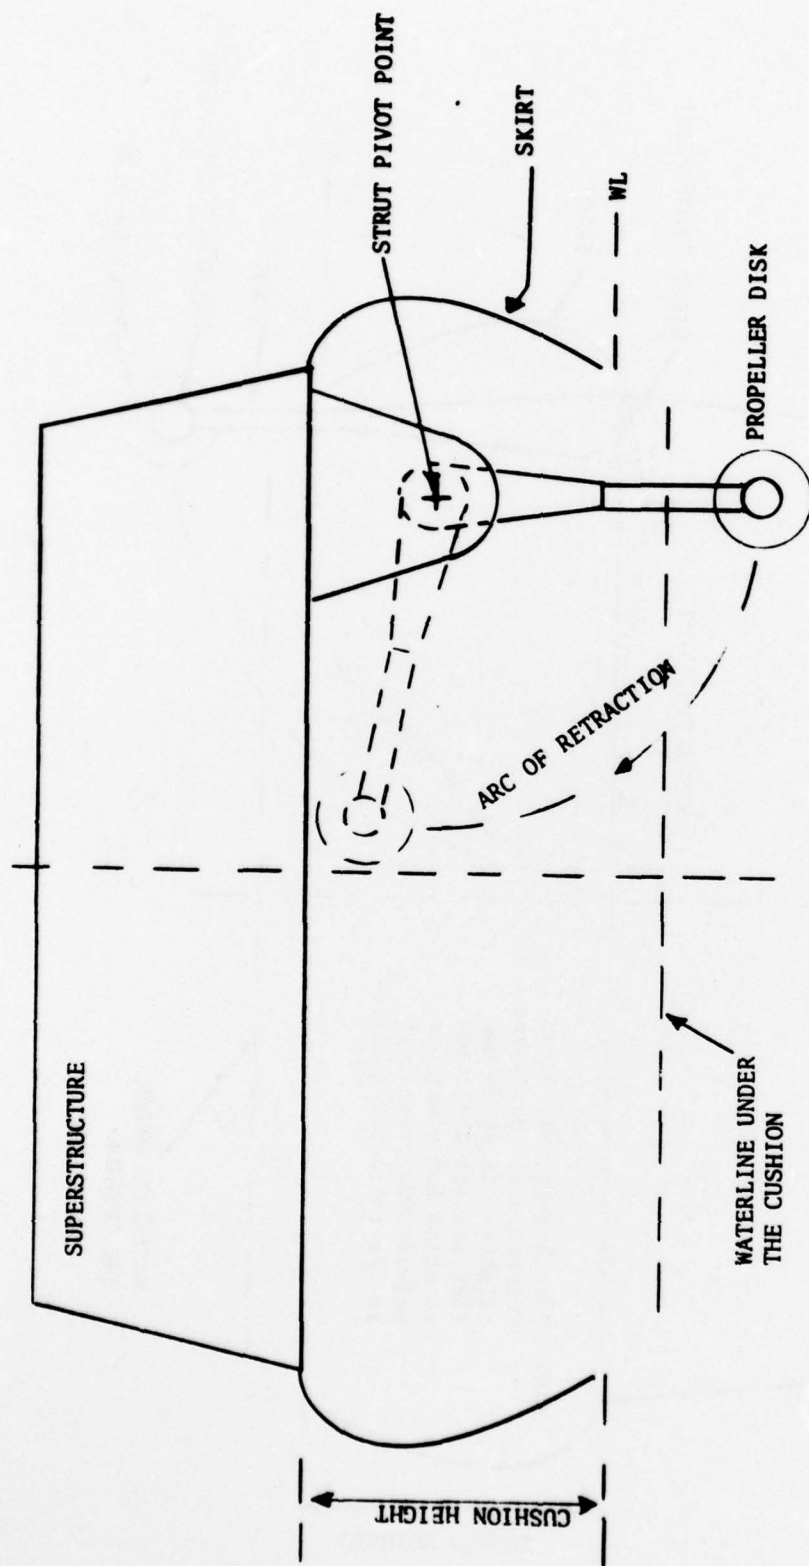 SUPERSTRUCTURE
STRUT PIVOT POINT
SKIRT
WL
PROPELLER DISK
ARC OF RETRACTION
WATERLINE UNDER
THE CUSHION
CUSHION HEIGHT